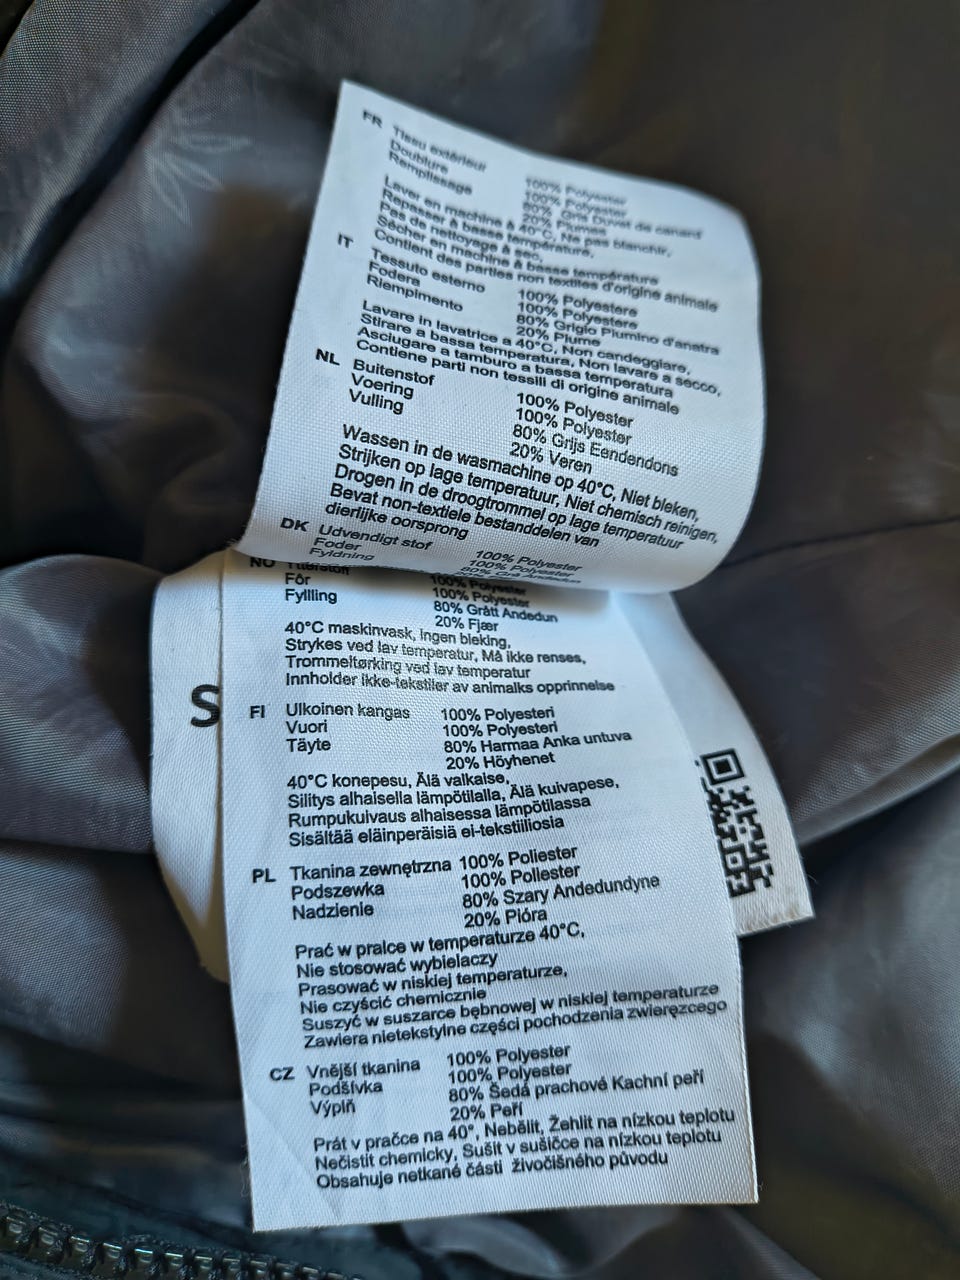 FR Tissu extérieur 100% Polyester
Doublure 100% Polyester
Remplissage 80% Gris Duvet de canard
20% Plumes
Laver en machine à 40°C, Ne pas blanchir,
Repasser à basse température,
Pas de nettoyage à sec,
Sécher en machine à basse température
Contient des parties non textiles d'origine animale
IT Tessuto esterno 100% Polyestere
Fodera 100% Polyestere
Riempimento 80% Grigio Piumino d'anatra
20% Piume
Lavare in lavatrice a 40°C, Non candeggiare,
Stirare a bassa temperatura, Non lavare a secco,
Asciugare a tamburo a bassa temperatura
Contiene parti non tessili di origine animale
NL Buitenstof 100% Polyester
Voering 100% Polyester
Vulling 80% Grijs Eendendons
20% Veren
Wassen in de wasmachine op 40°C, Niet bleken,
Strijken op lage temperatuur, Niet chemisch reinigen,
Drogen in de droogtrommel op lage temperatuur
Bevat non-textiele bestanddelen van
dierlijke oorsprong
DK Udvendigt stof 100% Polyester
Foder 100% Polyester
Fyldning 80% Grå Andedun
NO Ytterstoff 100% Polyester
Fôr 100% Polyester
Fyllling 80% Grått Andedun
20% Fjær
40°C maskinvask, Ingen bleking,
Strykes ved lav temperatur, Må ikke renses,
Trommeltørking ved lav temperatur
Innholder ikke-tekstiler av animalks opprinnelse
FI Ulkoinen kangas 100% Polyesteri
Vuori 100% Polyesteri
Täyte 80% Harmaa Anka untuva
20% Höyhenet
40°C konepesu, Älä valkaise,
Silitys alhaisella lämpötilalla, Älä kuivapese,
Rumpukuivaus alhaisessa lämpötilassa
Sisältää eläinperäisiä ei-tekstiiliosia
PL Tkanina zewnętrzna 100% Poliester
Podszewka 100% Poliester
Nadzienie 80% Szary Andedundyne
20% Pióra
Prać w pralce w temperaturze 40°C,
Nie stosować wybielaczy
Prasować w niskiej temperaturze,
Nie czyścić chemicznie
Suszyć w suszarce bębnowej w niskiej temperaturze
Zawiera nietekstylne części pochodzenia zwieręzcego
CZ Vnější tkanina 100% Polyester
Podšívka 100% Polyester
Výplň 80% Šedá prachové Kachní peří
20% Peří
Prát v pračce na 40°, Nebělit, Žehlit na nízkou teplotu
Nečistit chemicky, Sušit v sušičce na nízkou teplotu
Obsahuje netkané části živočišného původu
S